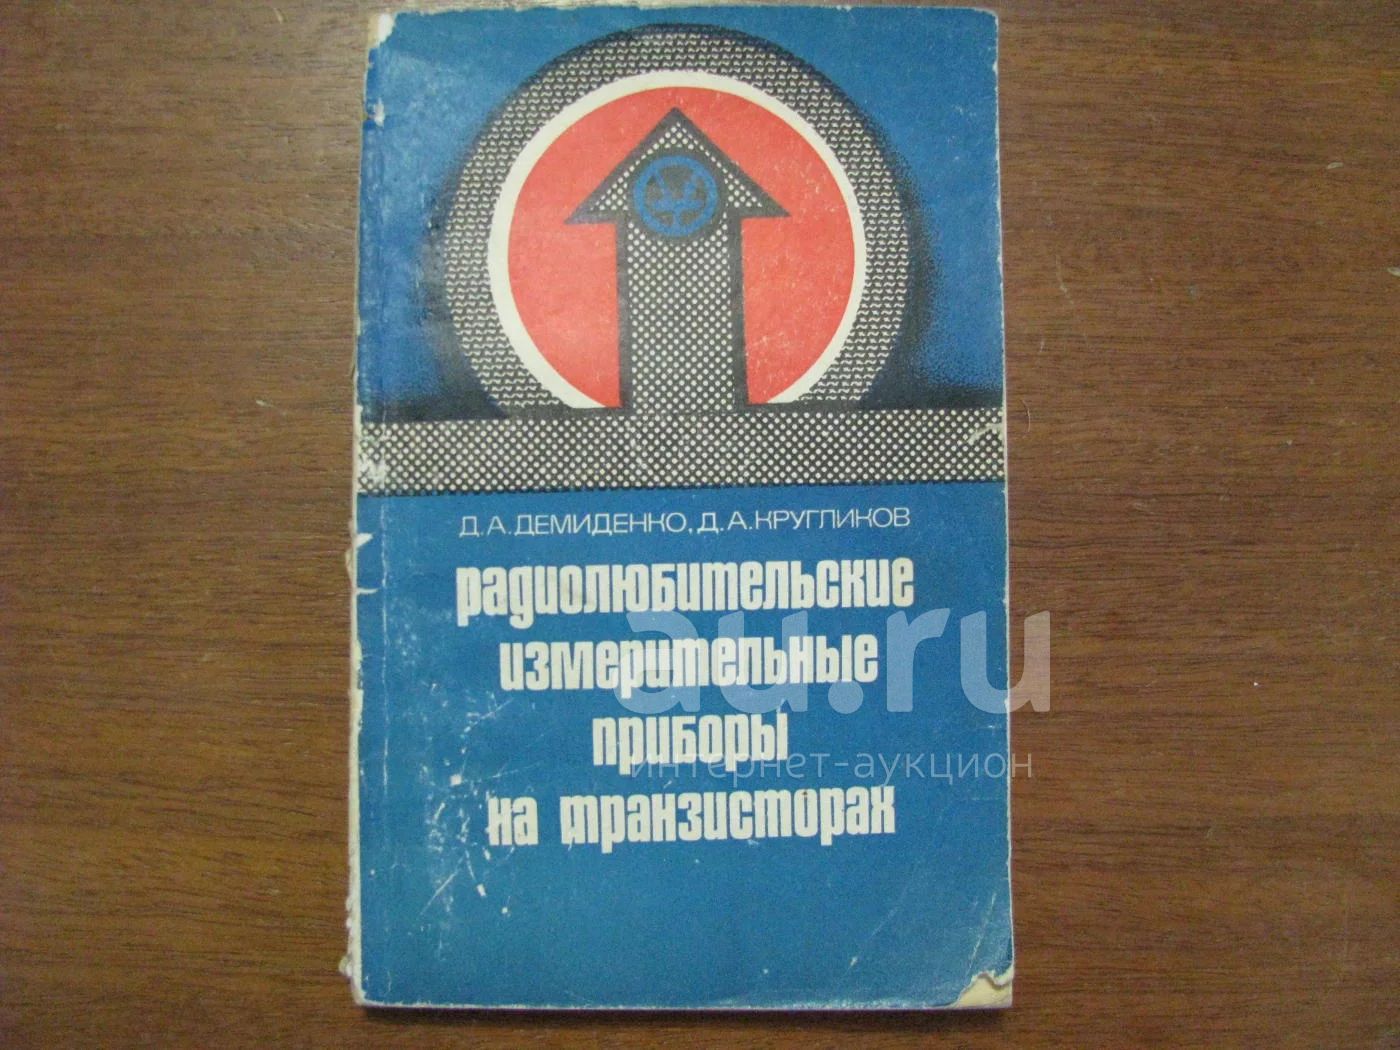 Д.А.ДЕМИДЕНКО, Д.А.КРУГЛИКОВ
Радиолюбительские
измерительные
приборы
на транзисторах
au.ru
интернет-аукцион